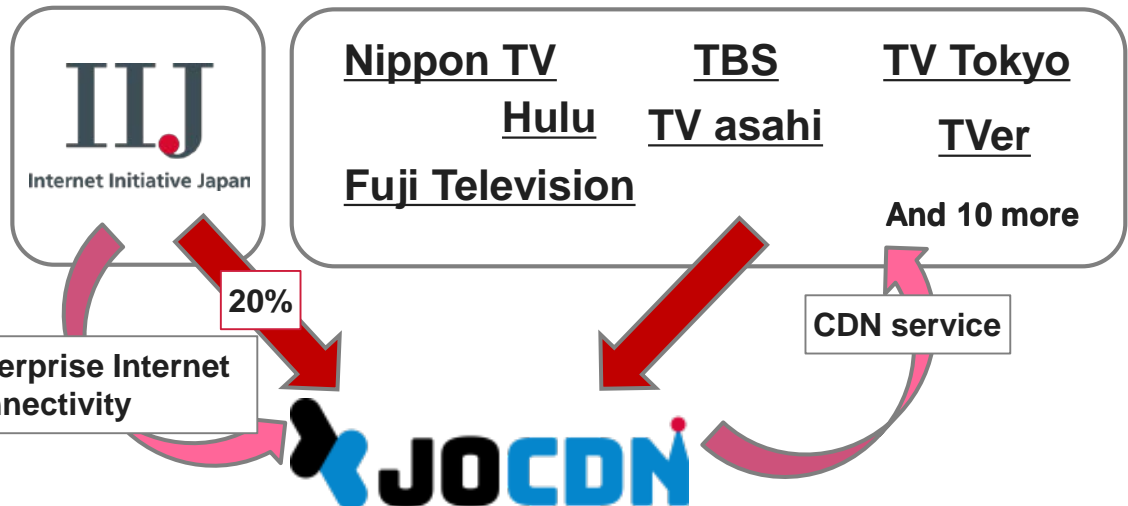 IIJ
Internet Initiative Japan
Nippon TV
TBS
TV Tokyo
Hulu
TV asahi
TVer
Fuji Television
And 10 more
20%
CDN service
erprise Internet
nnectivity
JOCDN